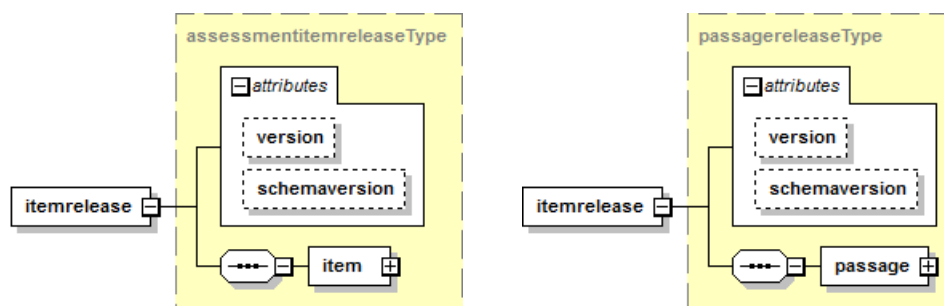 assessmentitemreleaseType
attributes
version
schemaversion
itemrelease
item
passagereleaseType
attributes
version
schemaversion
itemrelease
passage